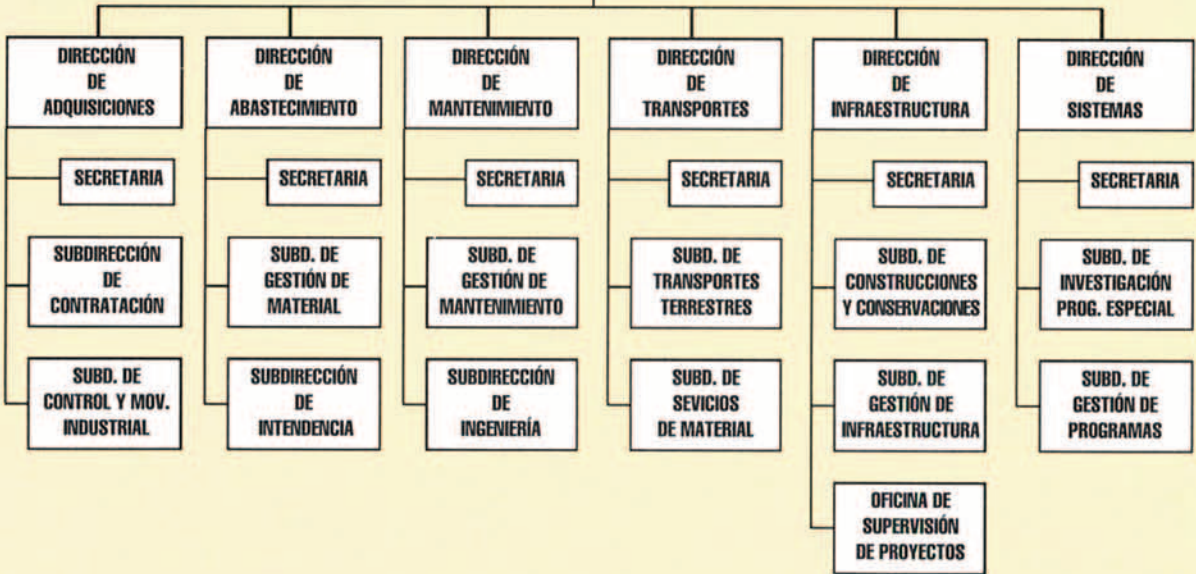 DIRECCIÓN
DE
ADQUISICIONES
SECRETARIA
SUBDIRECCIÓN
DE
CONTRATACIÓN
SUBD. DE
CONTROL Y MOV.
INDUSTRIAL
DIRECCIÓN
DE
ABASTECIMIENTO
SECRETARIA
SUBD. DE
GESTIÓN DE
MATERIAL
SUBDIRECCIÓN
DE
INTENDENCIA
DIRECCIÓN
DE
MANTENIMIENTO
SECRETARIA
SUBD. DE
GESTIÓN DE
MANTENIMIENTO
SUBDIRECCIÓN
DE
INGENIERÍA
DIRECCIÓN
DE
TRANSPORTES
SECRETARIA
SUBD. DE
TRANSPORTES
TERRESTRES
SUBD. DE
SEVICIOS
DE MATERIAL
DIRECCIÓN
DE
INFRAESTRUCTURA
SECRETARIA
SUBD. DE
CONSTRUCCIONES
Y CONSERVACIONES
SUBD. DE
GESTIÓN DE
INFRAESTRUCTURA
OFICINA DE
SUPERVISIÓN
DE PROYECTOS
DIRECCIÓN
DE
SISTEMAS
SECRETARIA
SUBD. DE
INVESTIGACIÓN
PROG. ESPECIAL
SUBD. DE
GESTIÓN DE
PROGRAMAS